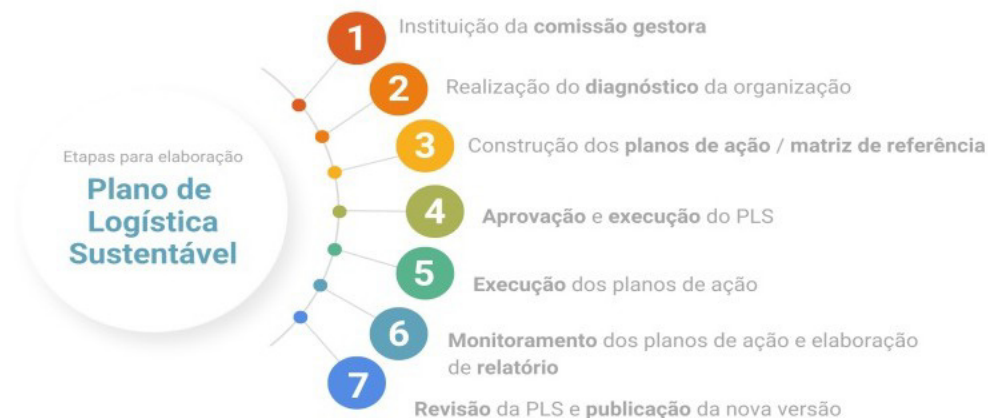 Etapas para elaboração
Plano de
Logística
Sustentável
1
Instituição da comissão gestora
2
Realização do diagnóstico da organização
3
Construção dos planos de ação / matriz de referência
4
Aprovação e execução do PLS
5
Execução dos planos de ação
6
Monitoramento dos planos de ação e elaboração
de relatório
7
Revisão da PLS e publicação da nova versão